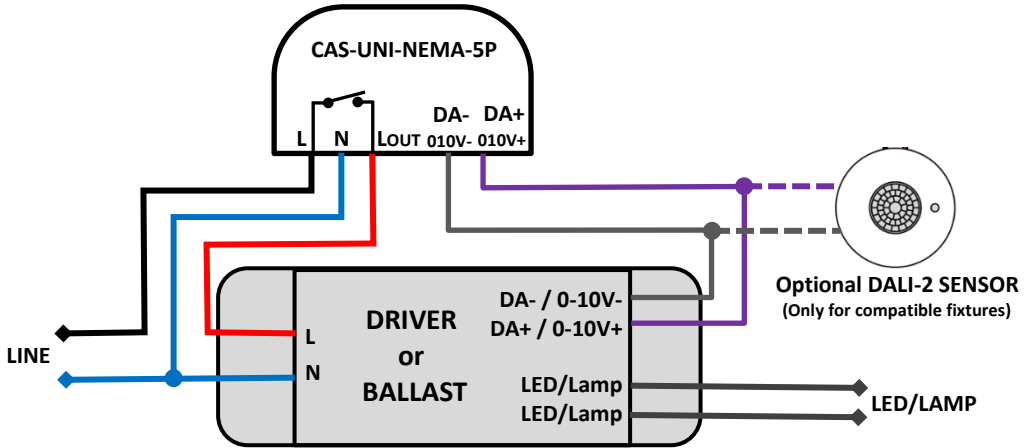 CAS-UNI-NEMA-5P
DA- DA+
L N LOUT 010V- 010V+
Optional DALI-2 SENSOR
(Only for compatible fixtures)
DA- / 0-10V-
DA+ / 0-10V+
DRIVER
or
BALLAST
L
N
LINE
LED/Lamp
LED/Lamp
LED/LAMP